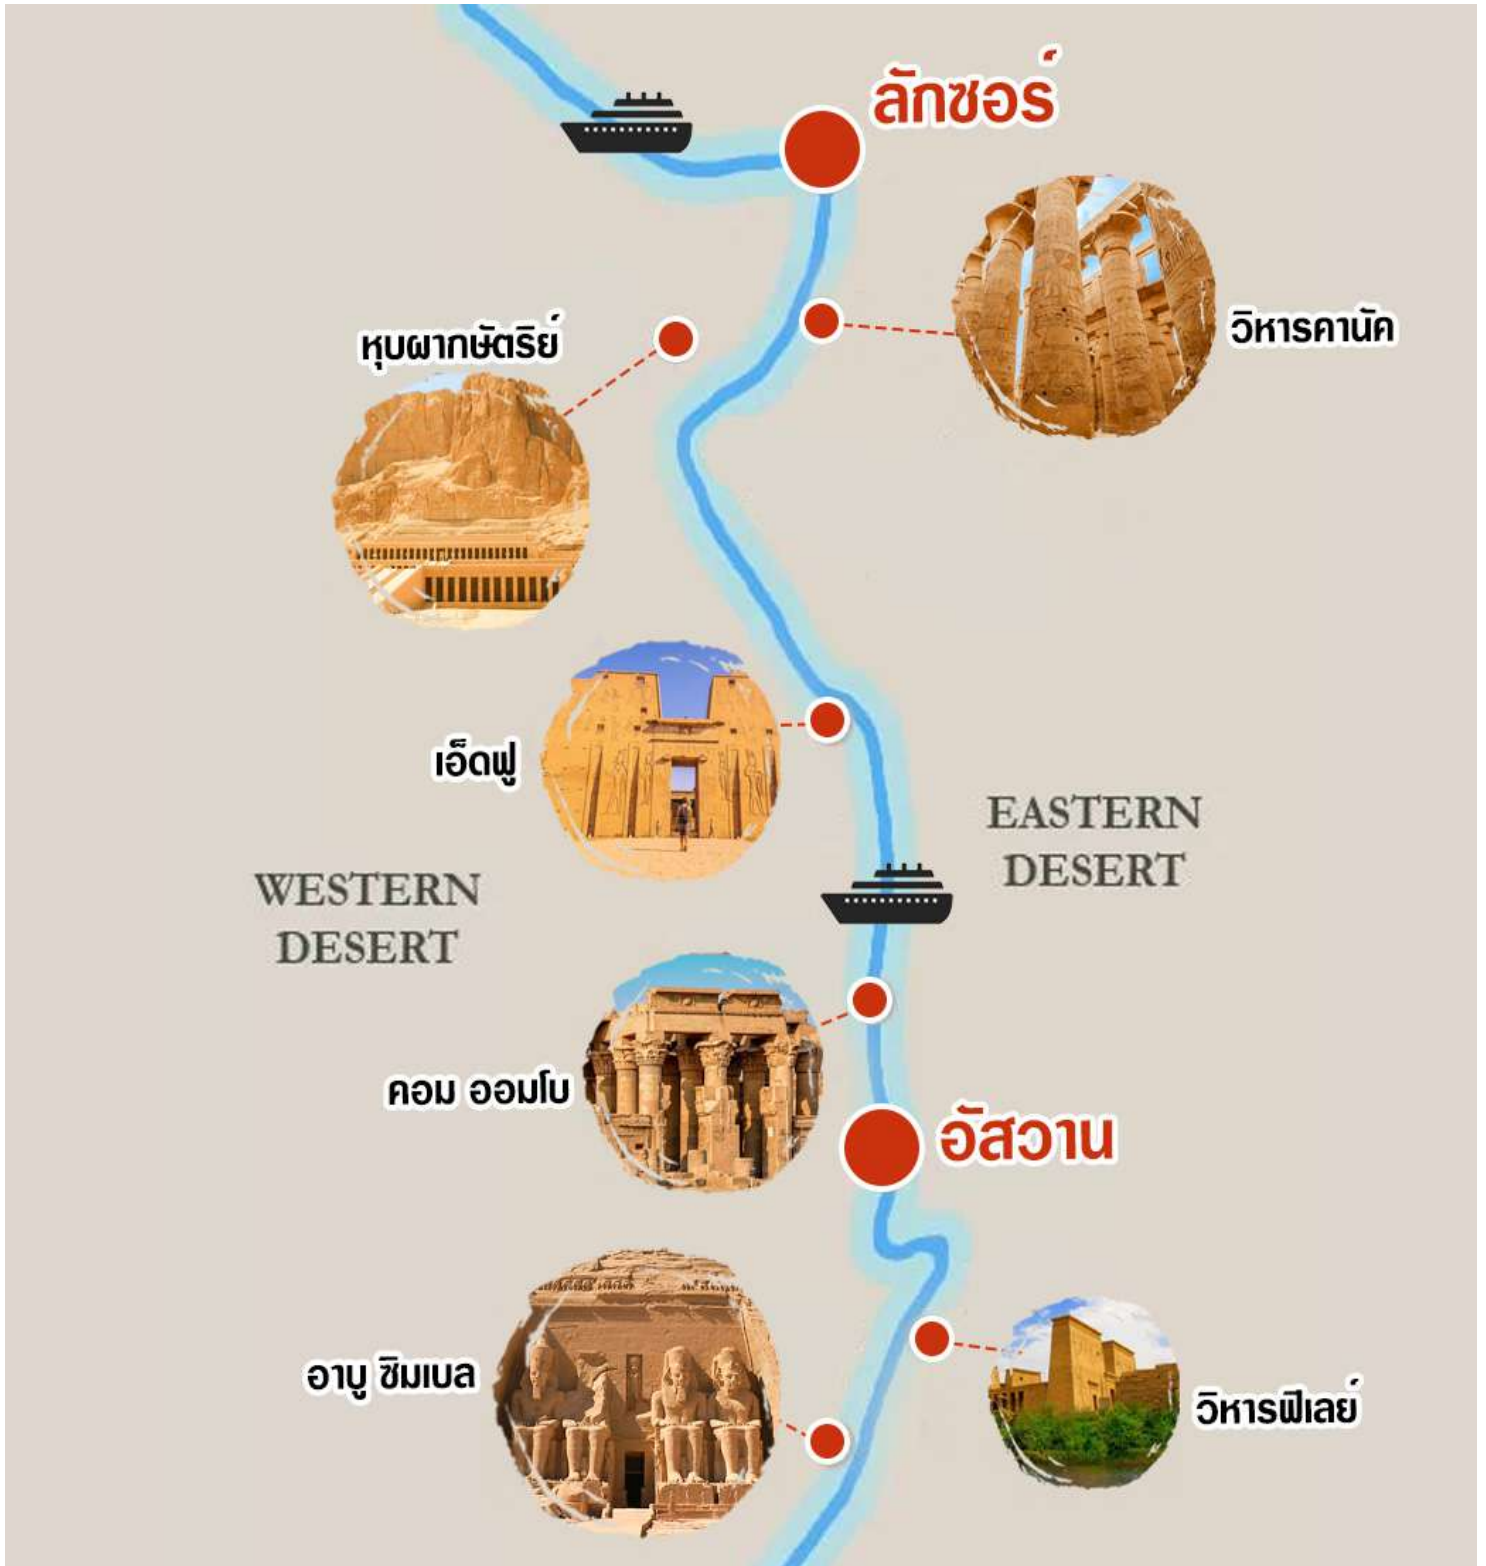 ลักซอร์
วิหารคานัค
หุบผากษัตริย์
เอ็ดฟู
EASTERN
DESERT
WESTERN
DESERT
คอม ออมโบ
อัสวาน
อาบู ซิมเบล
วิหารฟิเลย์